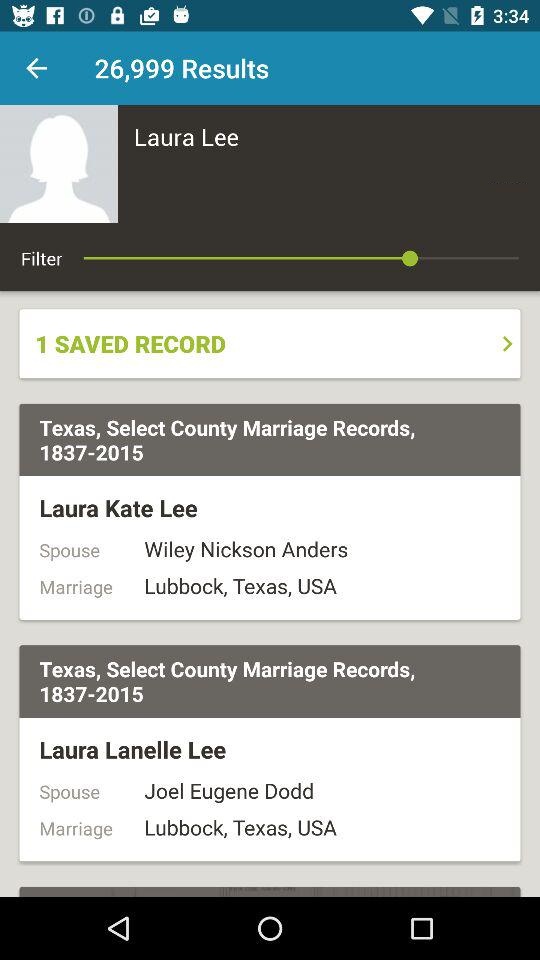 3:34
26,999 Results
Laura Lee
Filter
1 SAVED RECORD
Texas, Select County Marriage Records,
1837-2015
Laura Kate Lee
Spouse Wiley Nickson Anders
Marriage Lubbock, Texas, USA
Texas, Select County Marriage Records,
1837-2015
Laura Lanelle Lee
Spouse Joel Eugene Dodd
Marriage Lubbock, Texas, USA